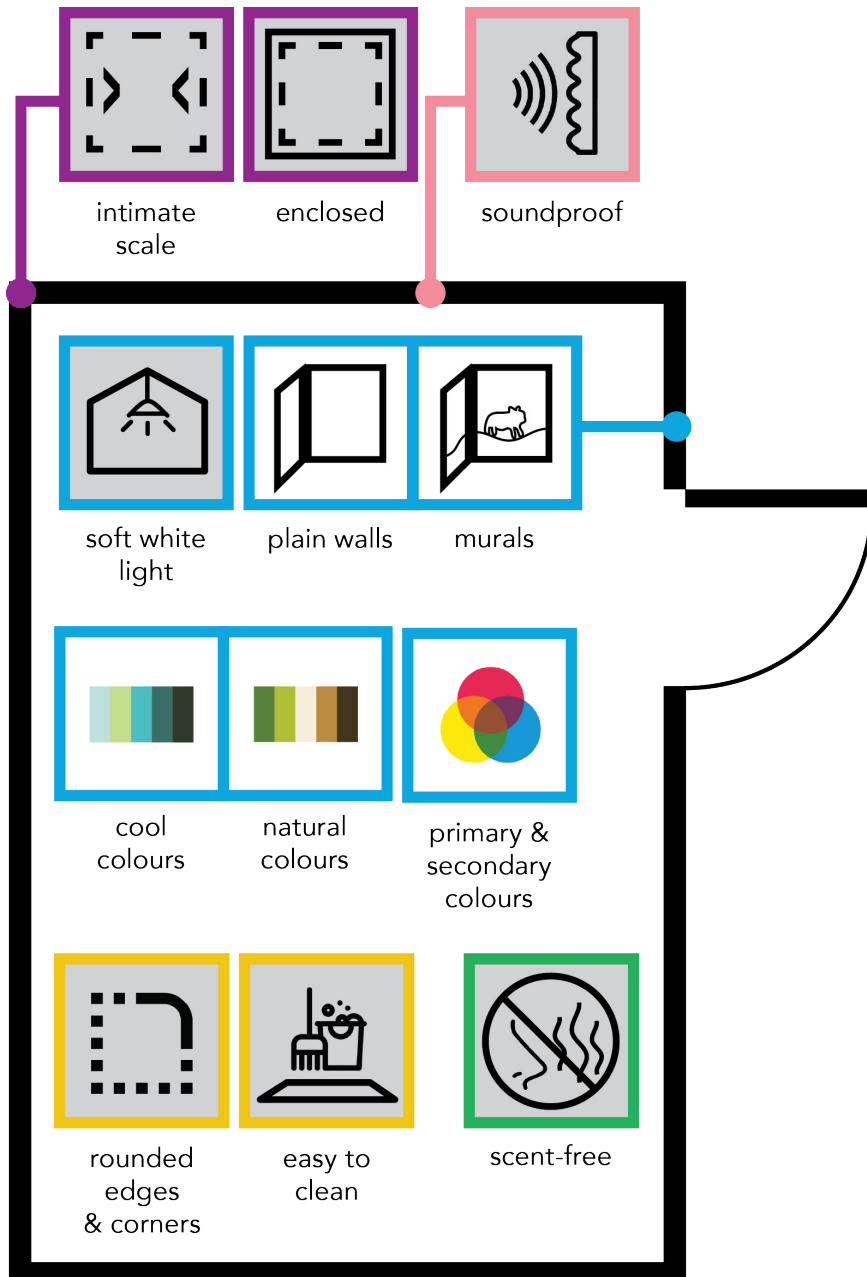 intimate
scale
enclosed
soundproof
soft white
light
plain walls
murals
cool
colours
natural
colours
primary &
secondary
colours
rounded
edges
& corners
easy to
clean
scent-free